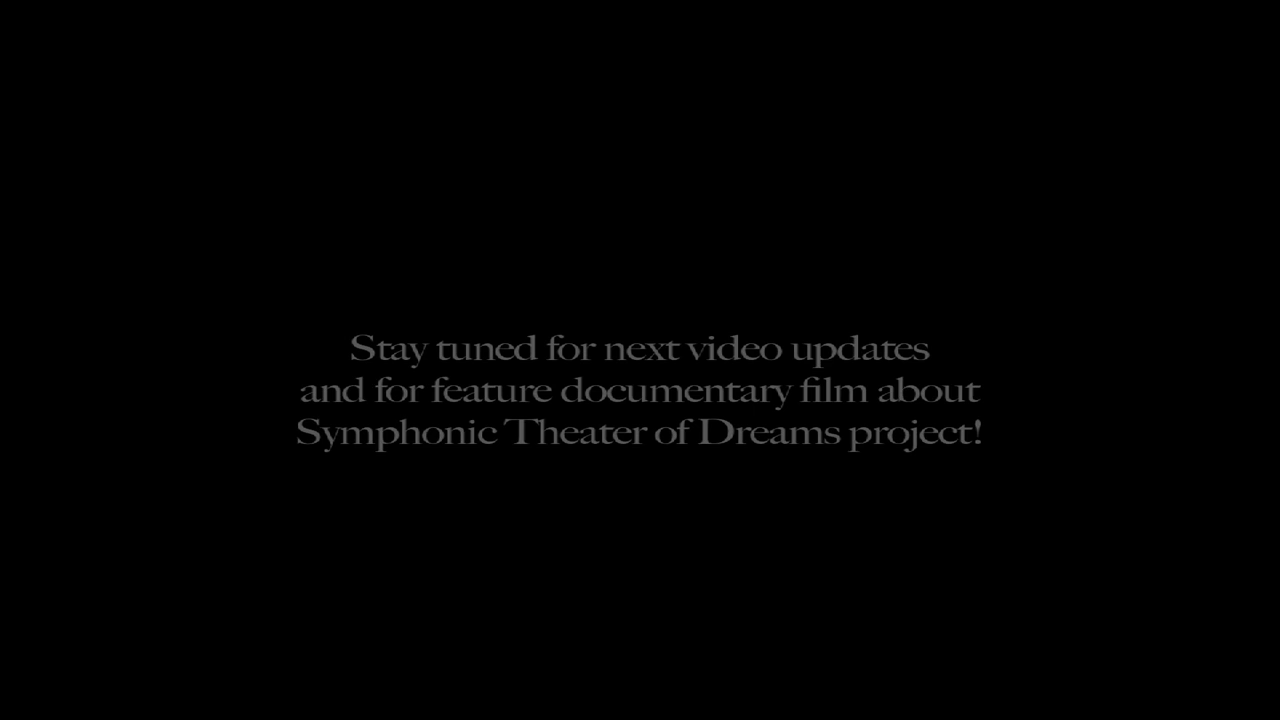 Stay tuned for next video updates
and for feature documentary film about
Symphonic Theater of Dreams project!